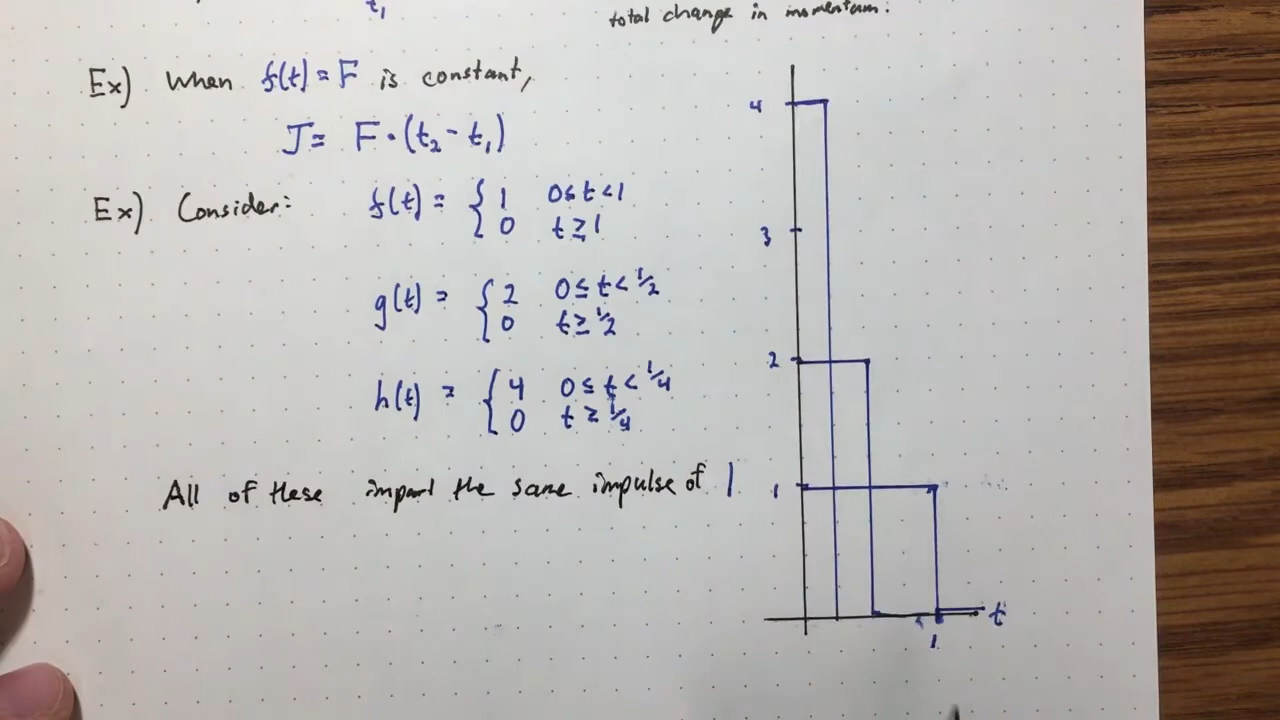 t₁
total change in momentum.
Ex) When f(t) = F is constant,
J = F · (t₂ - t₁)
Ex) Consider: f(t) = { 1 0≤t<1
0 t≥1
g(t) = { 2 0≤t<1/2
0 t≥1/2
h(t) = { 4 0≤t<1/4
0 t≥1/4
All of these impart the same impulse of 1
4
3
2
1
t
1